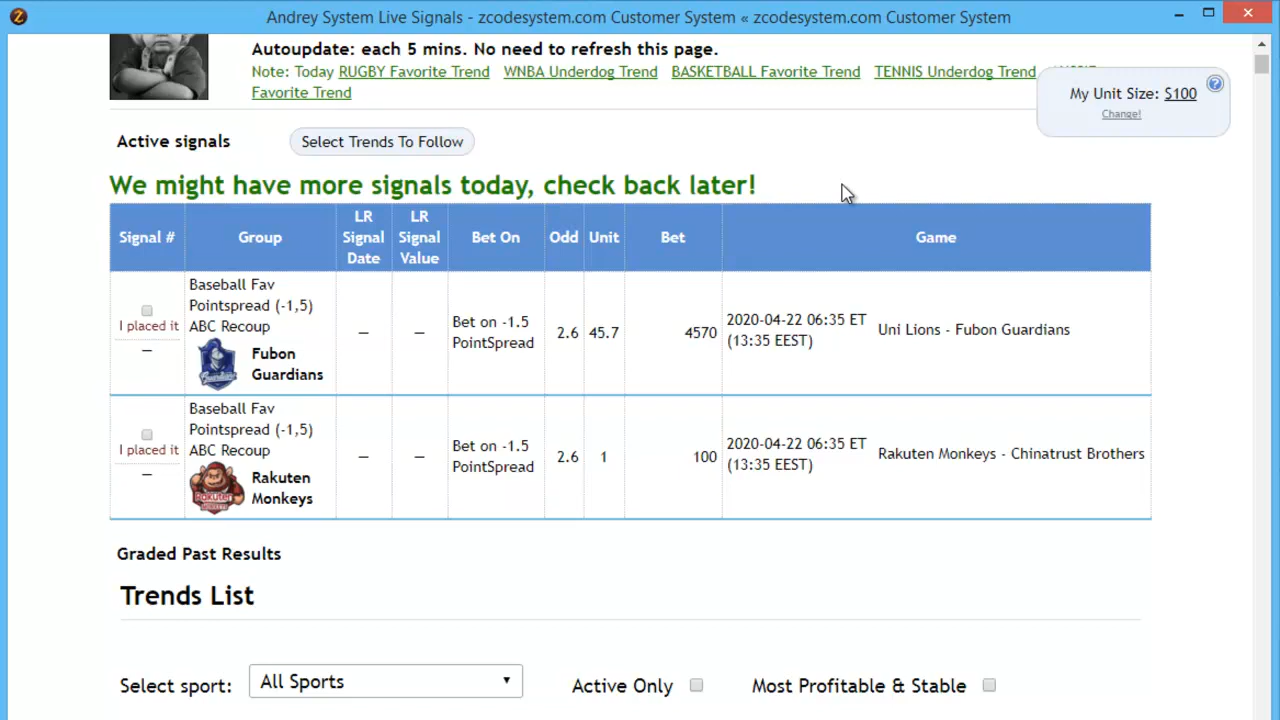 Andrey System Live Signals - zcodesystem.com Customer System « zcodesystem.com Customer System
Autoupdate: each 5 mins. No need to refresh this page.
Note: Today RUGBY Favorite Trend WNBA Underdog Trend BASKETBALL Favorite Trend TENNIS Underdog Trend
Favorite Trend
My Unit Size: $100
Change!
Active signals
Select Trends To Follow
We might have more signals today, check back later!
Signal # Group LR Signal Date LR Signal Value Bet On Odd Unit Bet Game
I placed it
—
Baseball Fav
Pointspread (-1,5)
ABC Recoup
Fubon
Guardians
— —
Bet on -1.5
PointSpread
2.6 45.7 4570
2020-04-22 06:35 ET
(13:35 EEST)
Uni Lions - Fubon Guardians
I placed it
—
Baseball Fav
Pointspread (-1,5)
ABC Recoup
Rakuten
Monkeys
— —
Bet on -1.5
PointSpread
2.6 1 100
2020-04-22 06:35 ET
(13:35 EEST)
Rakuten Monkeys - Chinatrust Brothers
Graded Past Results
Trends List
Select sport: All Sports Active Only Most Profitable & Stable